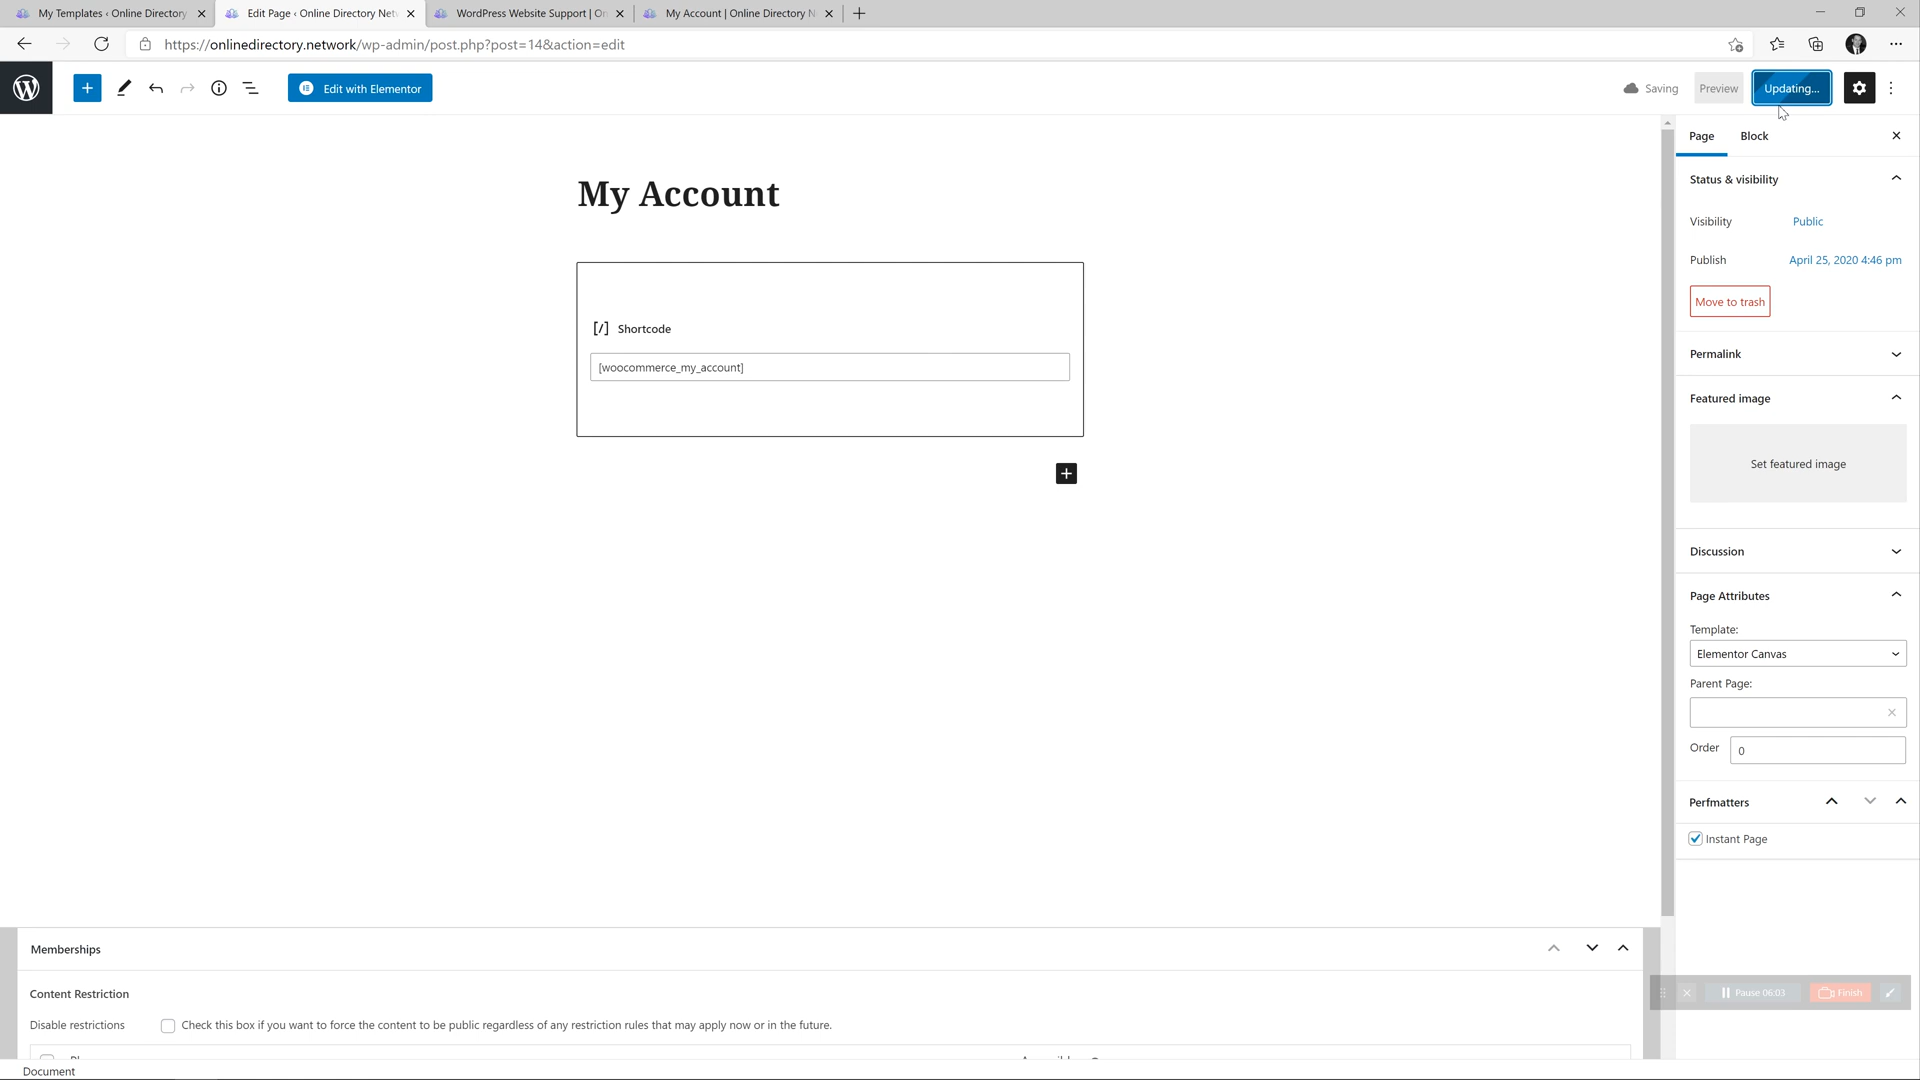 My Templates ‹ Online Directory
Edit Page ‹ Online Directory Net
WordPress Website Support | On
My Account | Online Directory N
https://onlinedirectory.network/wp-admin/post.php?post=14&action=edit
Edit with Elementor
Saving
Preview
Updating...
Page
Block
My Account
Status & visibility
Visibility
Public
Publish
April 25, 2020 4:46 pm
Move to trash
[/] Shortcode
[woocommerce_my_account]
Permalink
Featured image
Set featured image
Discussion
Page Attributes
Template:
Elementor Canvas
Parent Page:
Order
0
Perfmatters
Instant Page
Memberships
Content Restriction
Disable restrictions
Check this box if you want to force the content to be public regardless of any restriction rules that may apply now or in the future.
Pause 06:03
Finish
Document